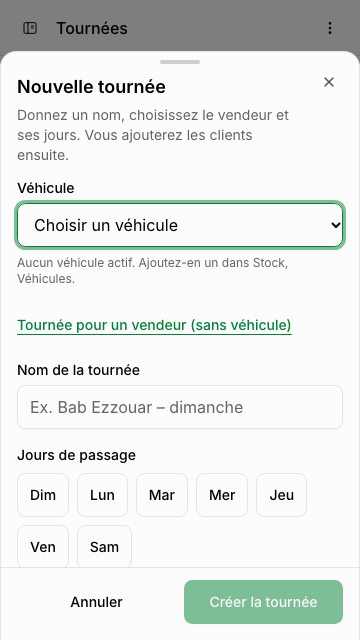 Tournées
Nouvelle tournée
Donnez un nom, choisissez le vendeur et
ses jours. Vous ajouterez les clients
ensuite.
Véhicule
Choisir un véhicule
Aucun véhicule actif. Ajoutez-en un dans Stock,
Véhicules.
Tournée pour un vendeur (sans véhicule)
Nom de la tournée
Ex. Bab Ezzouar – dimanche
Jours de passage
Dim Lun Mar Mer Jeu
Ven Sam
Annuler Créer la tournée